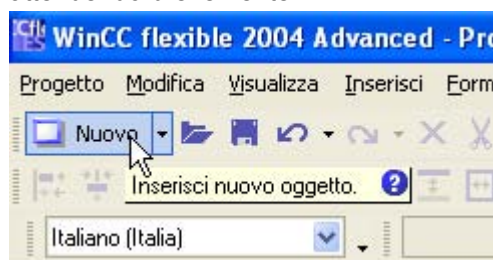 WinCC flexible 2004 Advanced - Pro
Progetto Modifica Visualizza Inserisci Form
Nuovo
Inserisci nuovo oggetto.
Italiano (Italia)